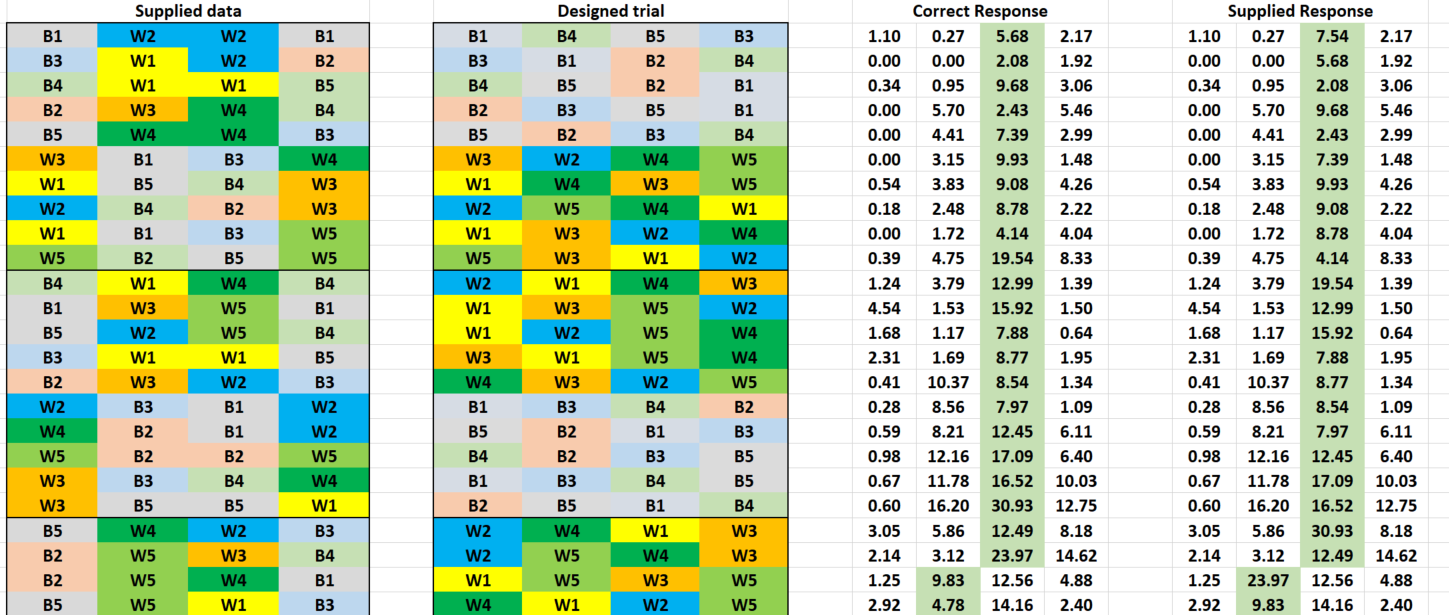 Supplied data Designed trial Correct Response Supplied Response
B1 W2 W2 B1 B1 B4 B5 B3 1.10 0.27 5.68 2.17 1.10 0.27 7.54 2.17
B3 W1 W2 B2 B3 B1 B2 B4 0.00 0.00 2.08 1.92 0.00 0.00 5.68 1.92
B4 W1 W1 B5 B4 B5 B2 B1 0.34 0.95 9.68 3.06 0.34 0.95 2.08 3.06
B2 W3 W4 B4 B2 B3 B5 B1 0.00 5.70 2.43 5.46 0.00 5.70 9.68 5.46
B5 W4 W4 B3 B5 B2 B3 B4 0.00 4.41 7.39 2.99 0.00 4.41 2.43 2.99
W3 B1 B3 W4 W3 W2 W4 W5 0.00 3.15 9.93 1.48 0.00 3.15 7.39 1.48
W1 B5 B4 W3 W1 W4 W3 W5 0.54 3.83 9.08 4.26 0.54 3.83 9.93 4.26
W2 B4 B2 W3 W2 W5 W4 W1 0.18 2.48 8.78 2.22 0.18 2.48 9.08 2.22
W1 B1 B3 W5 W1 W3 W2 W4 0.00 1.72 4.14 4.04 0.00 1.72 8.78 4.04
W5 B2 B5 W5 W5 W3 W1 W2 0.39 4.75 19.54 8.33 0.39 4.75 4.14 8.33
B4 W1 W4 B4 W2 W1 W4 W3 1.24 3.79 12.99 1.39 1.24 3.79 19.54 1.39
B1 W3 W5 B1 W1 W3 W5 W2 4.54 1.53 15.92 1.50 4.54 1.53 12.99 1.50
B5 W2 W5 B4 W1 W2 W5 W4 1.68 1.17 7.88 0.64 1.68 1.17 15.92 0.64
B3 W1 W1 B5 W3 W1 W5 W4 2.31 1.69 8.77 1.95 2.31 1.69 7.88 1.95
B2 W3 W2 B3 W4 W3 W2 W5 0.41 10.37 8.54 1.34 0.41 10.37 8.77 1.34
W2 B3 B1 W2 B1 B3 B4 B2 0.28 8.56 7.97 1.09 0.28 8.56 8.54 1.09
W4 B2 B1 W2 B5 B2 B1 B3 0.59 8.21 12.45 6.11 0.59 8.21 7.97 6.11
W5 B2 B2 W5 B4 B2 B3 B5 0.98 12.16 17.09 6.40 0.98 12.16 12.45 6.40
W3 B3 B4 W4 B1 B3 B4 B5 0.67 11.78 16.52 10.03 0.67 11.78 17.09 10.03
W3 B5 B5 W1 B2 B5 B1 B4 0.60 16.20 30.93 12.75 0.60 16.20 16.52 12.75
B5 W4 W2 B3 W2 W4 W1 W3 3.05 5.86 12.49 8.18 3.05 5.86 30.93 8.18
B2 W5 W3 B4 W2 W5 W4 W3 2.14 3.12 23.97 14.62 2.14 3.12 12.49 14.62
B2 W5 W4 B1 W1 W5 W3 W5 1.25 9.83 12.56 4.88 1.25 23.97 12.56 4.88
B5 W5 W1 B3 W4 W1 W2 W5 2.92 4.78 14.16 2.40 2.92 9.83 14.16 2.40